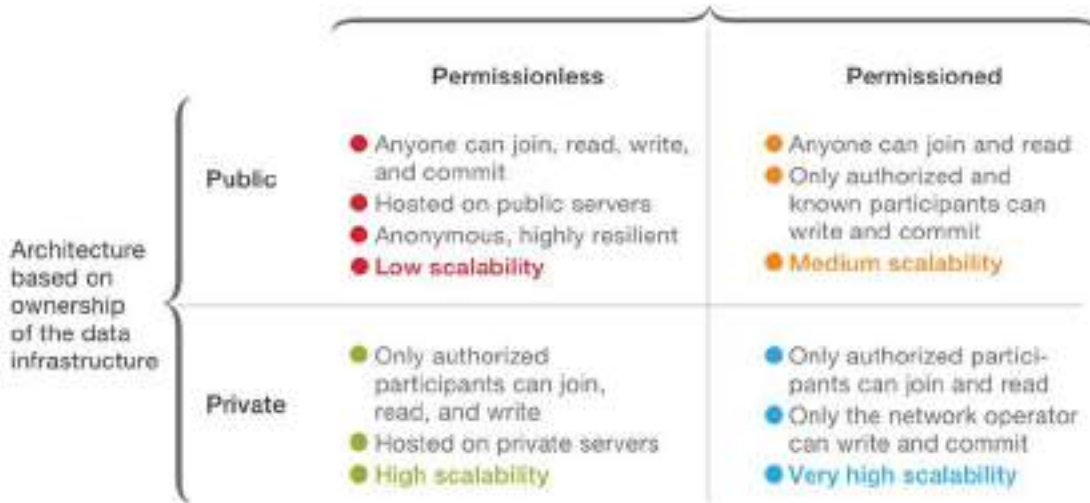 Permissionless
Permissioned
Public
Anyone can join, read, write,
and commit
Hosted on public servers
Anonymous, highly resilient
Low scalability
Anyone can join and read
Only authorized and
known participants can
write and commit
Medium scalability
Architecture
based on
ownership
of the data
infrastructure
Private
Only authorized
participants can join,
read, and write
Hosted on private servers
High scalability
Only authorized partici-
pants can join and read
Only the network operator
can write and commit
Very high scalability